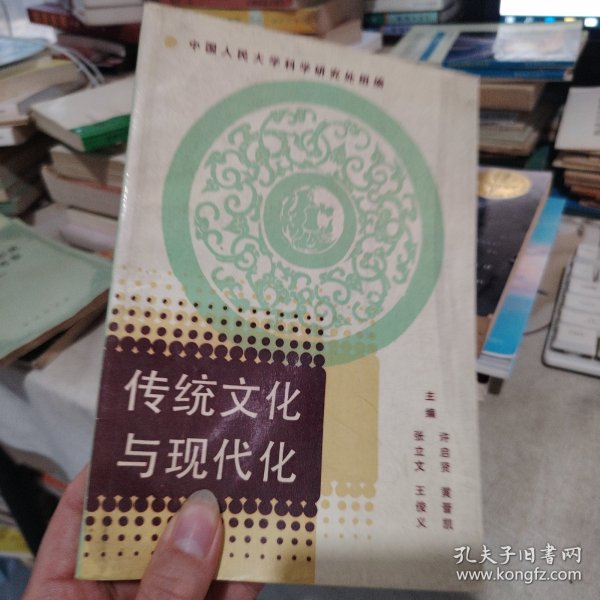 中国人民大学科学研究处组编
传统文化
与现代化
主编 许启贤 黄晋凯
张立文 王俊义
孔夫子旧书网
www.kongfz.com